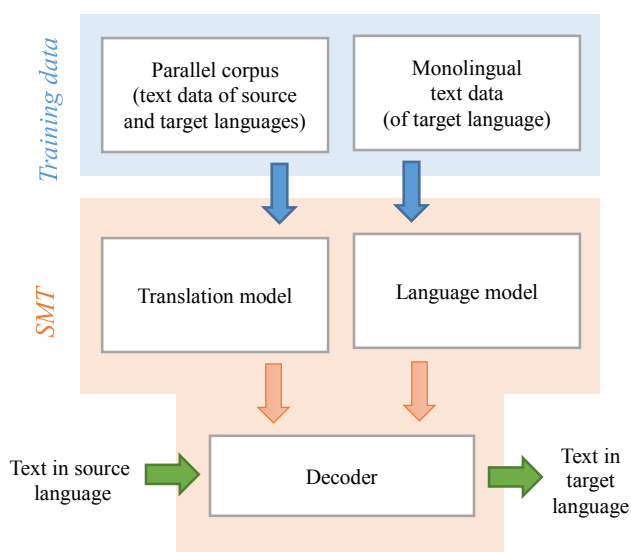 Training data
Parallel corpus
(text data of source
and target languages)
Monolingual
text data
(of target language)
SMT
Translation model
Language model
Text in source
language
Decoder
Text in
target
language